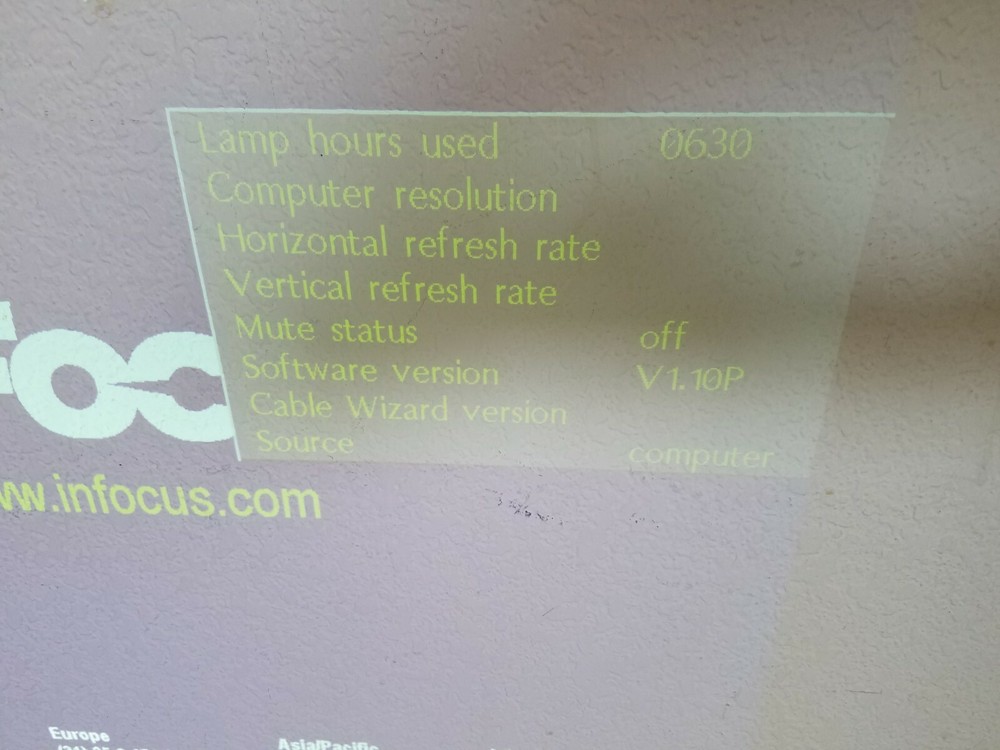 Lamp hours used 0630
Computer resolution
Horizontal refresh rate
Vertical refresh rate
Mute status off
Software version V1.10P
Cable Wizard version
Source computer
Foc
ww.infocus.com
Europe
Asia/Pacific